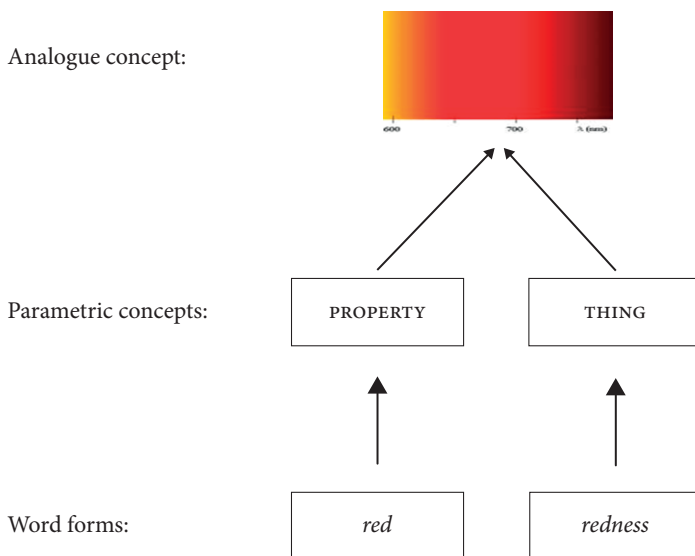 Analogue concept:
600 700 λ (nm)
Parametric concepts: PROPERTY THING
Word forms: red redness